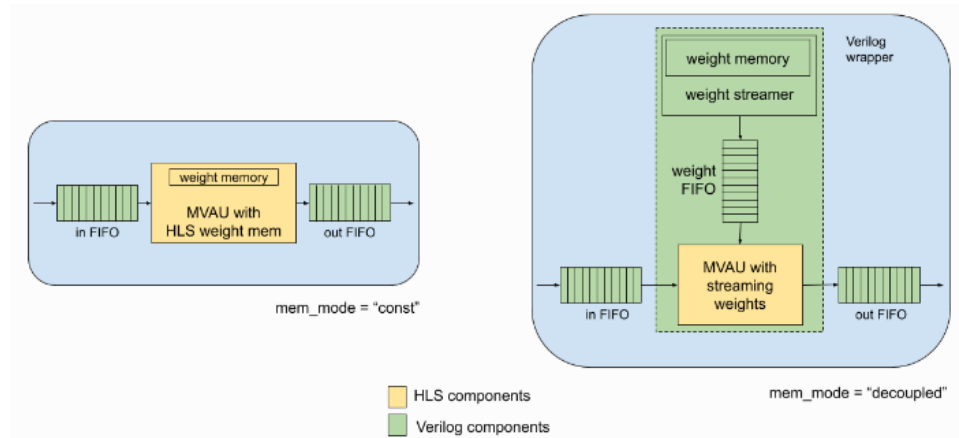 weight memory
MVAU with
HLS weight mem
in FIFO
out FIFO
mem_mode = “const”
Verilog
wrapper
weight memory
weight streamer
weight
FIFO
MVAU with
streaming
weights
in FIFO
out FIFO
mem_mode = “decoupled”
HLS components
Verilog components